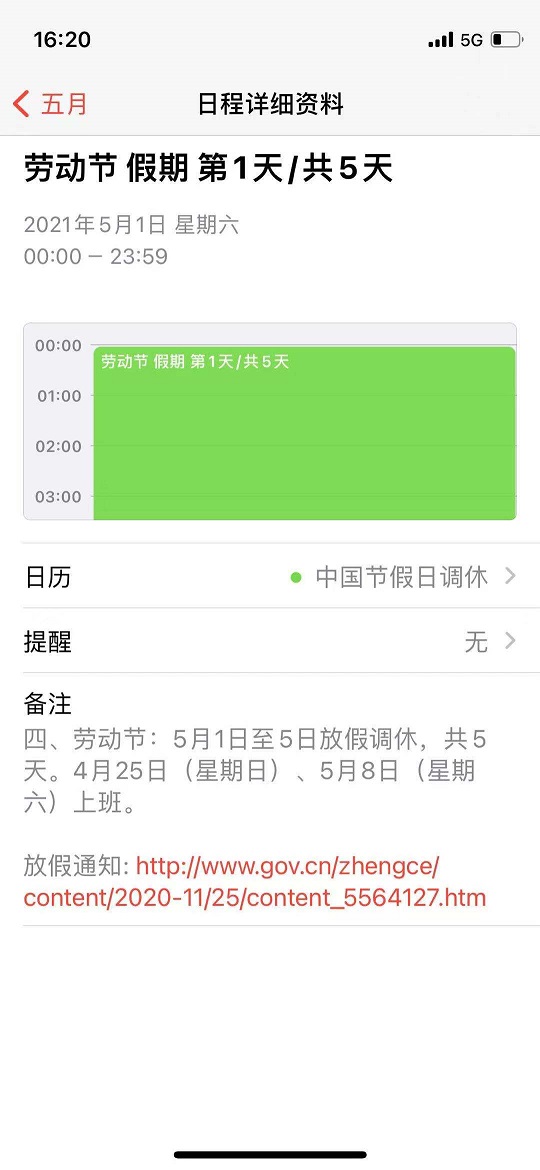 16:20
5G
五月
日程详细资料
劳动节 假期 第1天/共5天
2021年5月1日 星期六
00:00 – 23:59
00:00
劳动节 假期 第1天/共5天
01:00
02:00
03:00
日历 中国节假日调休
提醒 无
备注
四、劳动节：5月1日至5日放假调休，共5
天。4月25日（星期日）、5月8日（星期
六）上班。
放假通知: http://www.gov.cn/zhengce/
content/2020-11/25/content_5564127.htm